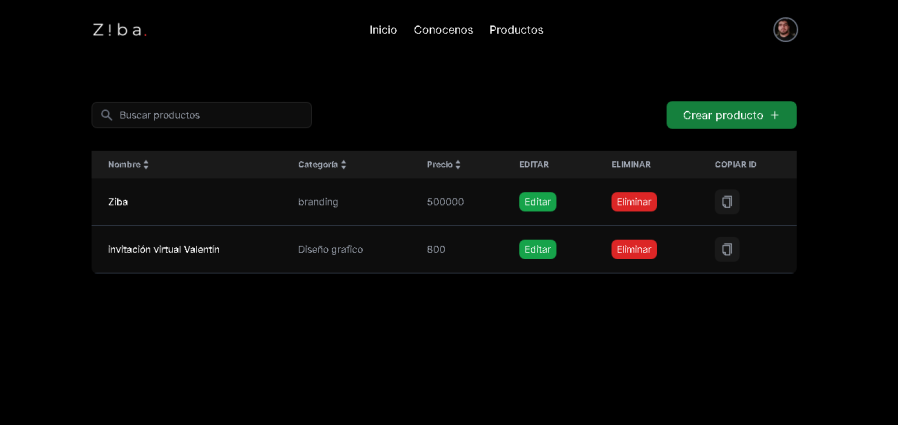 Z!ba.
Inicio Conocenos Productos
Buscar productos
Crear producto +
Nombre Categoría Precio EDITAR ELIMINAR COPIAR ID
Ziba branding 500000 Editar Eliminar
invitación virtual Valentin Diseño grafico 800 Editar Eliminar